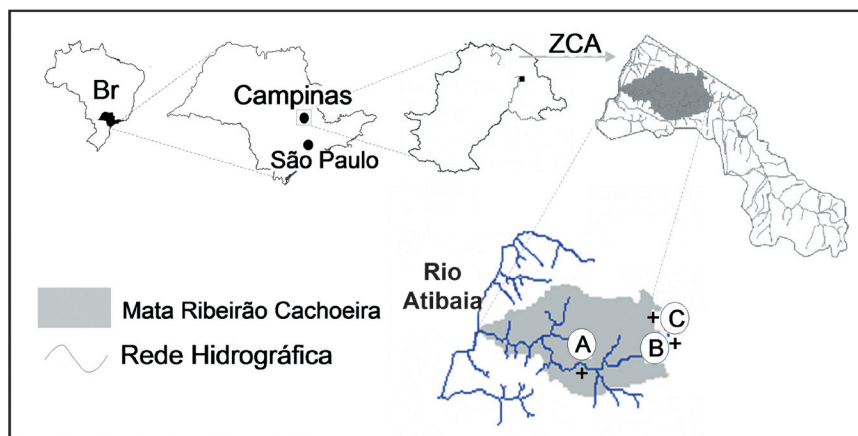 ZCA
Br
Campinas
São Paulo
Rio
Atibaia
Mata Ribeirão Cachoeira
Rede Hidrográfica
A
B
C